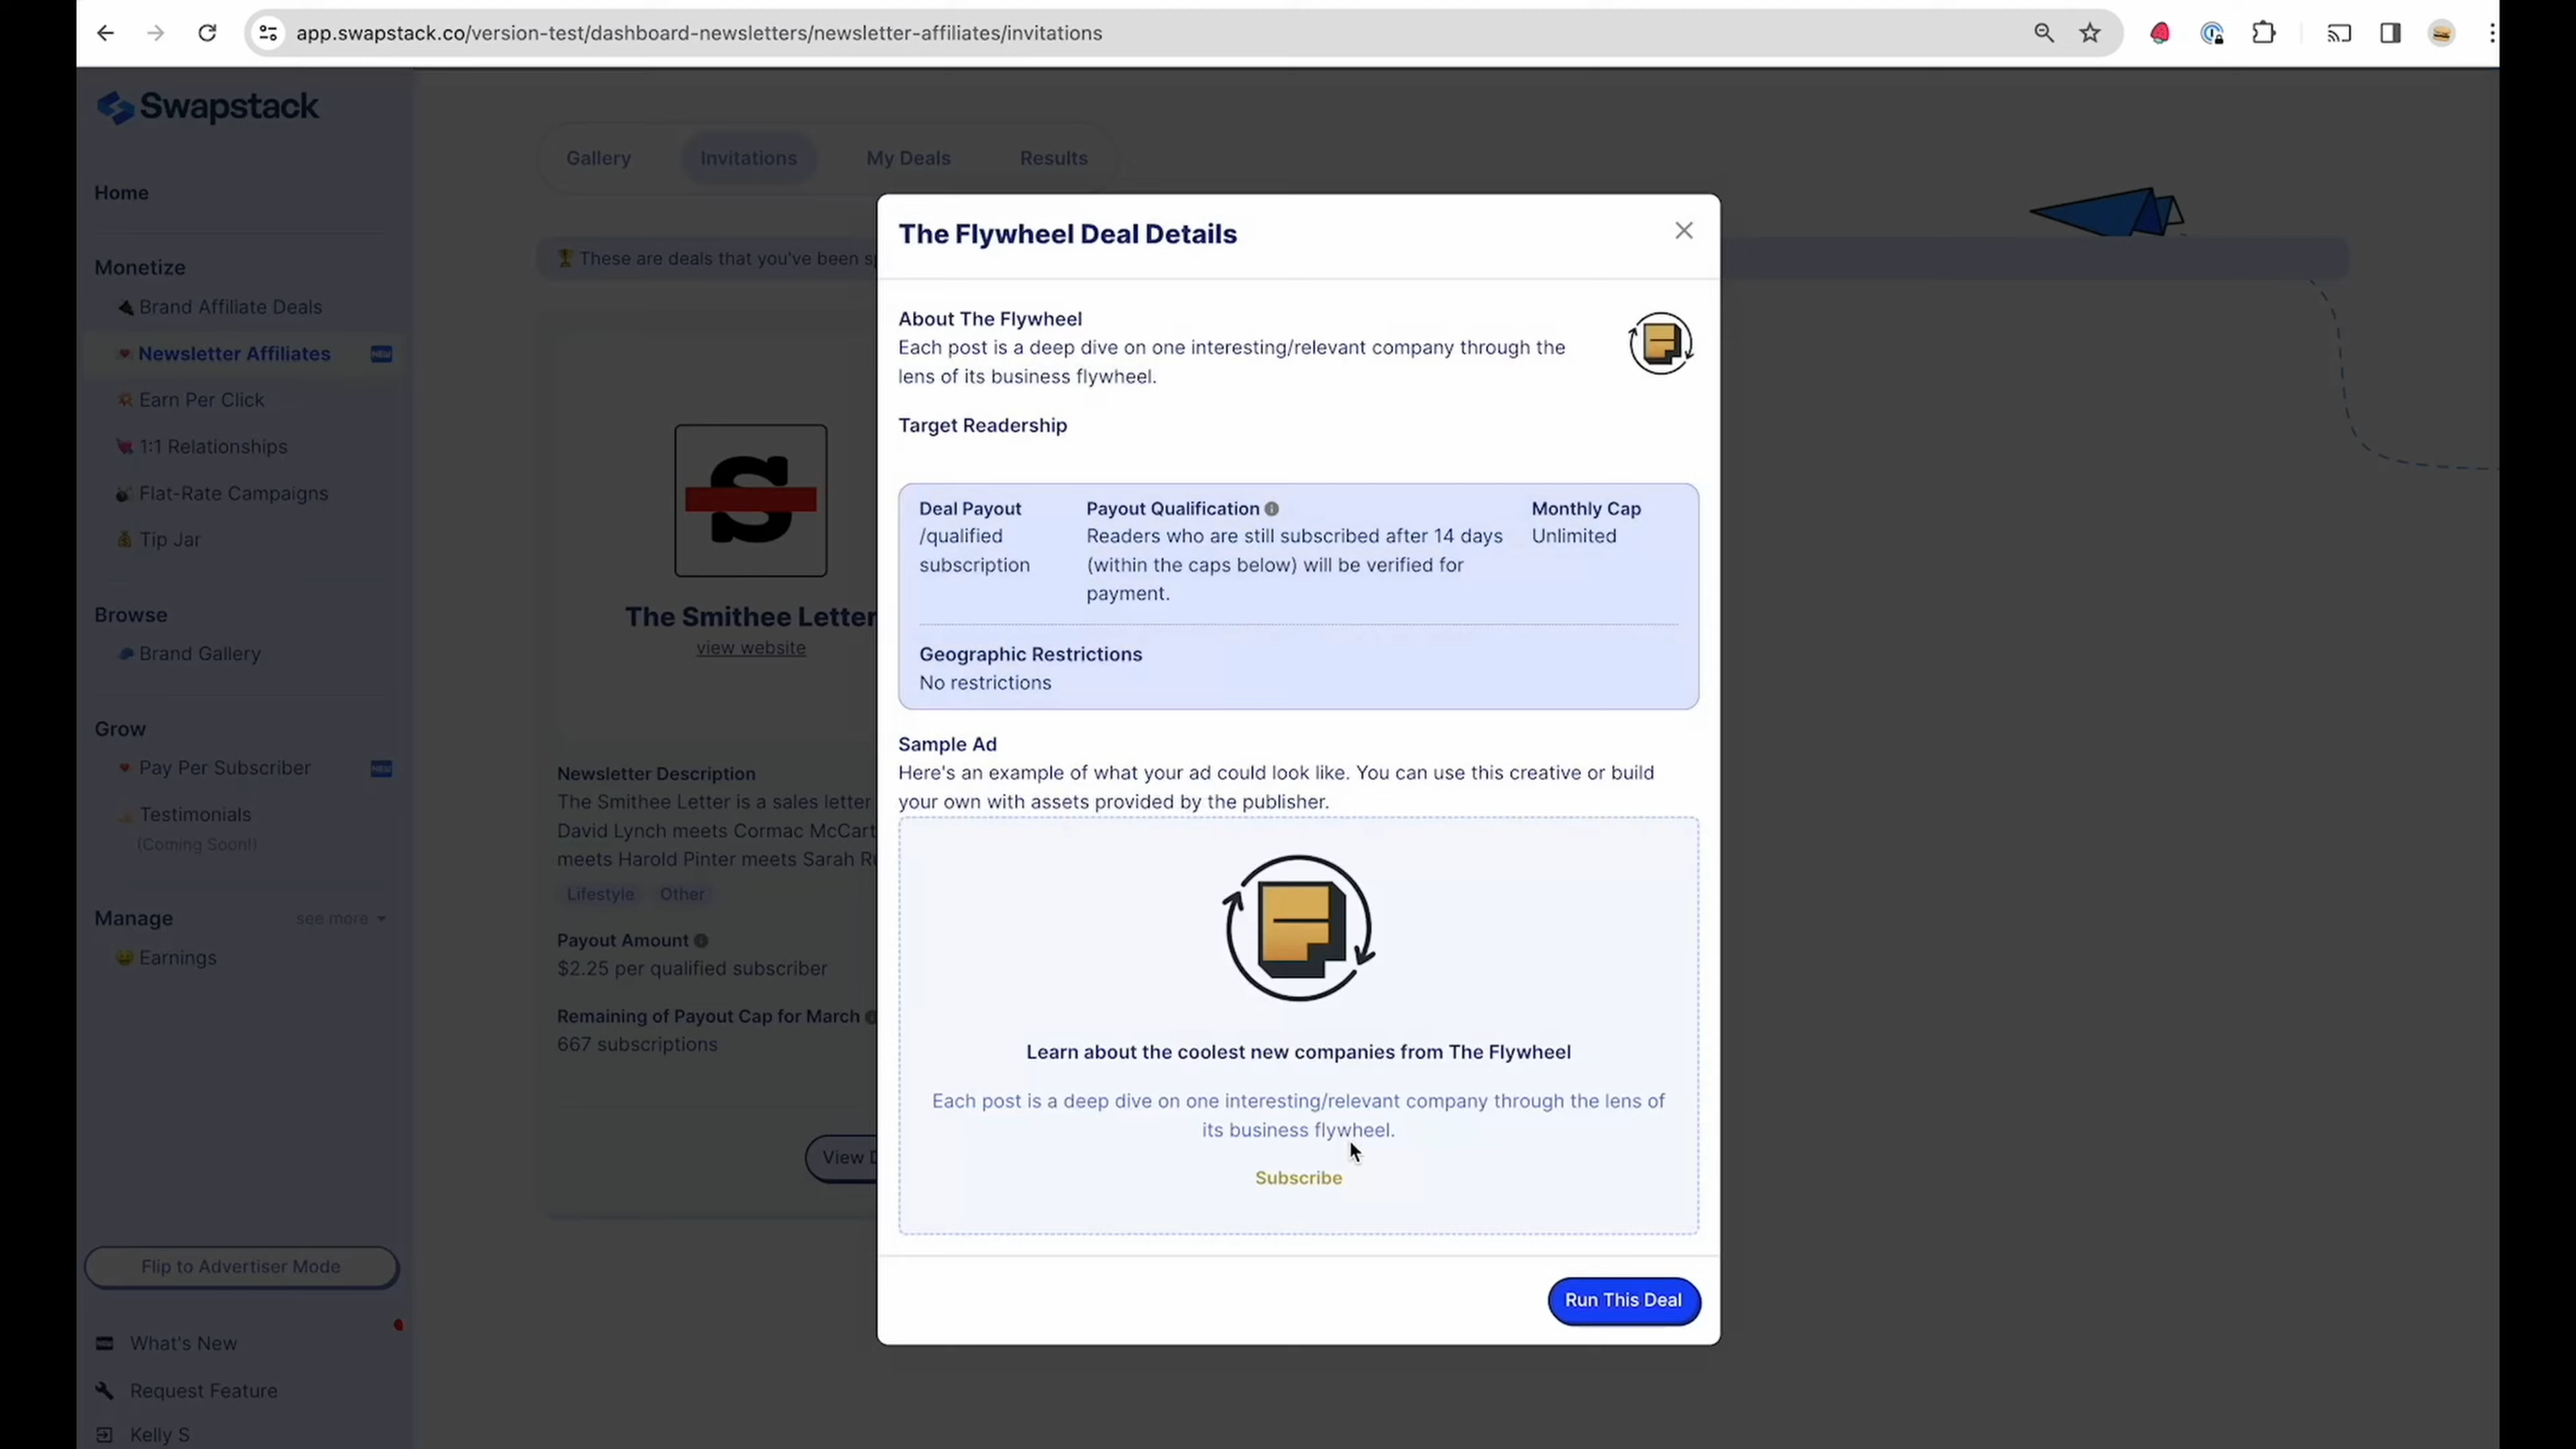 app.swapstack.co/version-test/dashboard-newsletters/newsletter-affiliates/invitations
Swapstack
Home
Monetize
Brand Affiliate Deals
Newsletter Affiliates
NEW
Earn Per Click
1:1 Relationships
Flat-Rate Campaigns
Tip Jar
Browse
Brand Gallery
Grow
Pay Per Subscriber
NEW
Testimonials
(Coming Soon!)
Manage
see more
Earnings
Flip to Advertiser Mode
What's New
Request Feature
Kelly S
Gallery
Invitations
My Deals
Results
These are deals that you've been
S
The Smithee Letter
view website
Newsletter Description
The Smithee Letter is a sales letter
David Lynch meets Cormac McCart
meets Harold Pinter meets Sarah
Lifestyle
Other
Payout Amount
$2.25 per qualified subscriber
Remaining of Payout Cap for March
667 subscriptions
View
The Flywheel Deal Details
About The Flywheel
Each post is a deep dive on one interesting/relevant company through the
lens of its business flywheel.
Target Readership
Deal Payout
/qualified
subscription
Payout Qualification
Readers who are still subscribed after 14 days
(within the caps below) will be verified for
payment.
Monthly Cap
Unlimited
Geographic Restrictions
No restrictions
Sample Ad
Here's an example of what your ad could look like. You can use this creative or build
your own with assets provided by the publisher.
Learn about the coolest new companies from The Flywheel
Each post is a deep dive on one interesting/relevant company through the lens of
its business flywheel.
Subscribe
Run This Deal